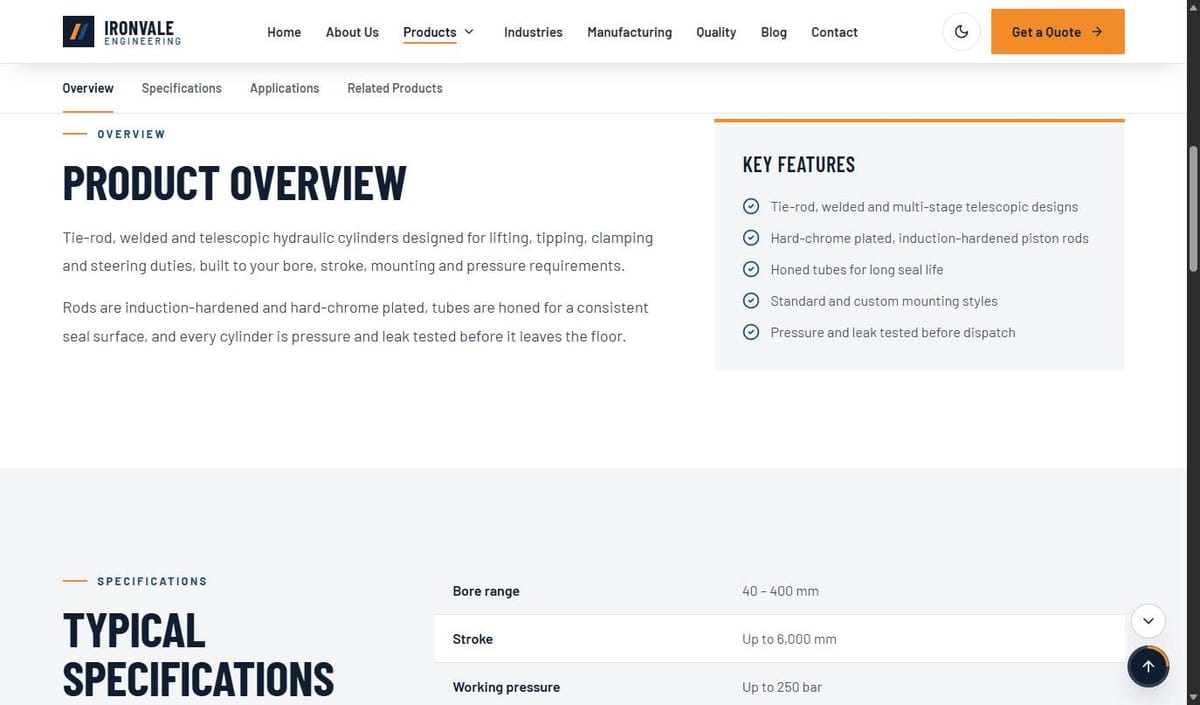 IRONVALE
ENGINEERING
Home
About Us
Products
Industries
Manufacturing
Quality
Blog
Contact
Get a Quote
Overview
Specifications
Applications
Related Products
OVERVIEW
PRODUCT OVERVIEW
Tie-rod, welded and telescopic hydraulic cylinders designed for lifting, tipping, clamping
and steering duties, built to your bore, stroke, mounting and pressure requirements.
Rods are induction-hardened and hard-chrome plated, tubes are honed for a consistent
seal surface, and every cylinder is pressure and leak tested before it leaves the floor.
KEY FEATURES
Tie-rod, welded and multi-stage telescopic designs
Hard-chrome plated, induction-hardened piston rods
Honed tubes for long seal life
Standard and custom mounting styles
Pressure and leak tested before dispatch
SPECIFICATIONS
TYPICAL
SPECIFICATIONS
Bore range 40 – 400 mm
Stroke Up to 6,000 mm
Working pressure Up to 250 bar